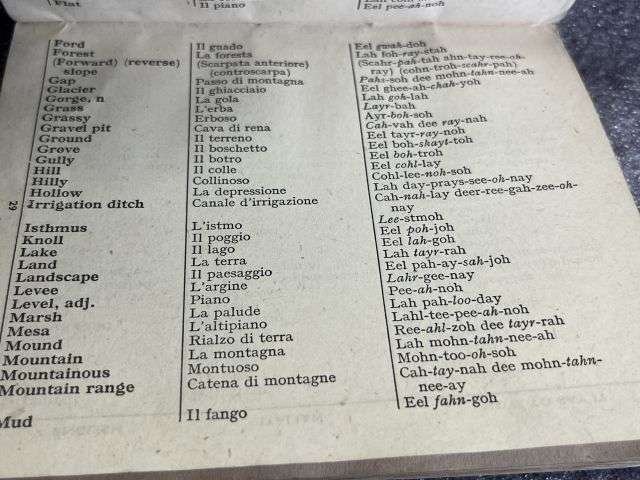 Flat Il piano Eel pee-ah-noh
Ford Il guado Eel gwah-doh
Forest La foresta Lah foh-ray-stah
(Forward) (reverse) (Scarpata anteriore) (Scahr-pah-tah ahn-tay-ree-oh-
slope (controscarpa) ray) (cohn-troh-scahr-pah)
Gap Passo di montagna Pahs-soh dee mohn-tahn-nee-ah
Glacier Il ghiacciaio Eel ghee-ah-chah-yoh
Gorge, n La gola Lah goh-lah
Grass L'erba Layr-bah
Grassy Erboso Ayr-boh-soh
Gravel pit Cava di rena Cah-vah dee ray-nah
Ground Il terreno Eel tayr-ray-noh
Grove Il boschetto Eel boh-skayt-toh
Gully Il botro Eel boh-troh
Hill Il colle Eel cohl-lay
Hilly Collinoso Cohl-lee-noh-soh
Hollow La depressione Lah day-prays-see-oh-nay
Irrigation ditch Canale d'irrigazione Cah-nah-lay deer-ree-gah-zee-oh-
nay
29
Isthmus L'istmo Lee-stmoh
Knoll Il poggio Eel poh-joh
Lake Il lago Eel lah-goh
Land La terra Lah tayr-rah
Landscape Il paesaggio Eel pah-ay-sah-joh
Levee L'argine Lahr-gee-nay
Level, adj. Piano Pee-ah-noh
Marsh La palude Lah pah-loo-day
Mesa L'altipiano Lahl-tee-pee-ah-noh
Mound Rialzo di terra Ree-ahl-zoh dee tayr-rah
Mountain La montagna Lah mohn-tahn-nee-ah
Mountainous Montuoso Mohn-too-oh-soh
Mountain range Catena di montagne Cah-tay-nah dee mohn-tahn-
nee-ay
Mud Il fango Eel fahn-goh